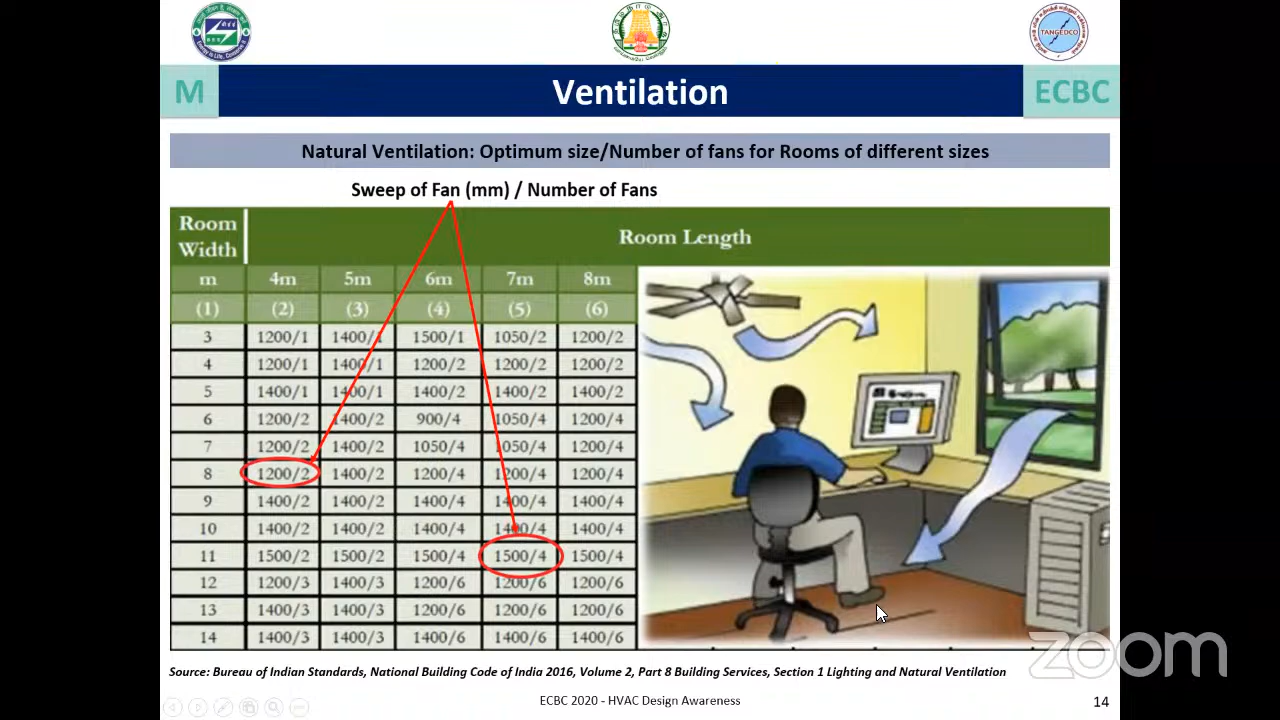 TANGEDCO
M
Ventilation
ECBC
Natural Ventilation: Optimum size/Number of fans for Rooms of different sizes
Sweep of Fan (mm) / Number of Fans
Room Width
Room Length
m 4m 5m 6m 7m 8m
(1) (2) (3) (4) (5) (6)
3 1200/1 1400/1 1500/1 1050/2 1200/2
4 1200/1 1400/1 1200/2 1200/2 1200/2
5 1400/1 1400/1 1400/2 1400/2 1400/2
6 1200/2 1400/2 900/4 1050/4 1200/4
7 1200/2 1400/2 1050/4 1050/4 1200/4
8 1200/2 1400/2 1200/4 1200/4 1200/4
9 1400/2 1400/2 1400/4 1400/4 1400/4
10 1400/2 1400/2 1400/4 1400/4 1400/4
11 1500/2 1500/2 1500/4 1500/4 1500/4
12 1200/3 1400/3 1200/6 1200/6 1200/6
13 1400/3 1400/3 1200/6 1200/6 1200/6
14 1400/3 1400/3 1400/6 1400/6 1400/6
zoom
Source: Bureau of Indian Standards, National Building Code of India 2016, Volume 2, Part 8 Building Services, Section 1 Lighting and Natural Ventilation
ECBC 2020 - HVAC Design Awareness
14